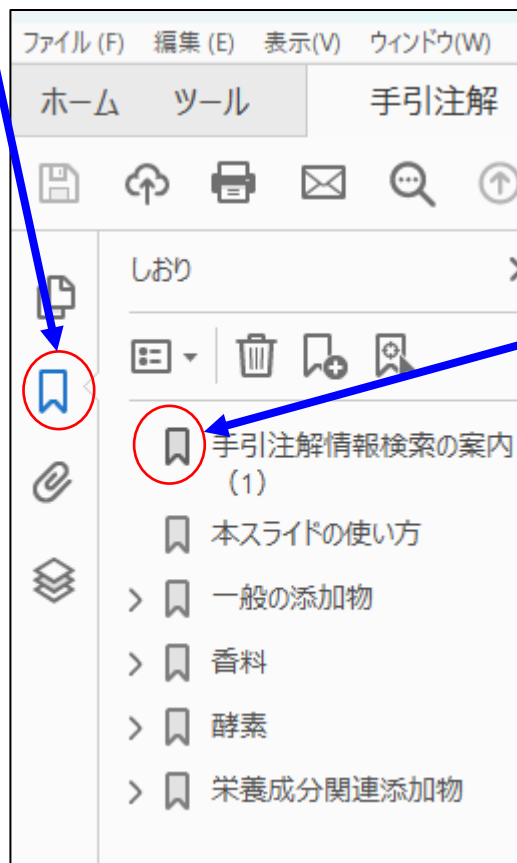 ファイル (F) 編集 (E) 表示(V) ウィンドウ(W)
ホーム ツール 手引注解
しおり
手引注解情報検索の案内
(1)
本スライドの使い方
一般の添加物
香料
酵素
栄養成分関連添加物